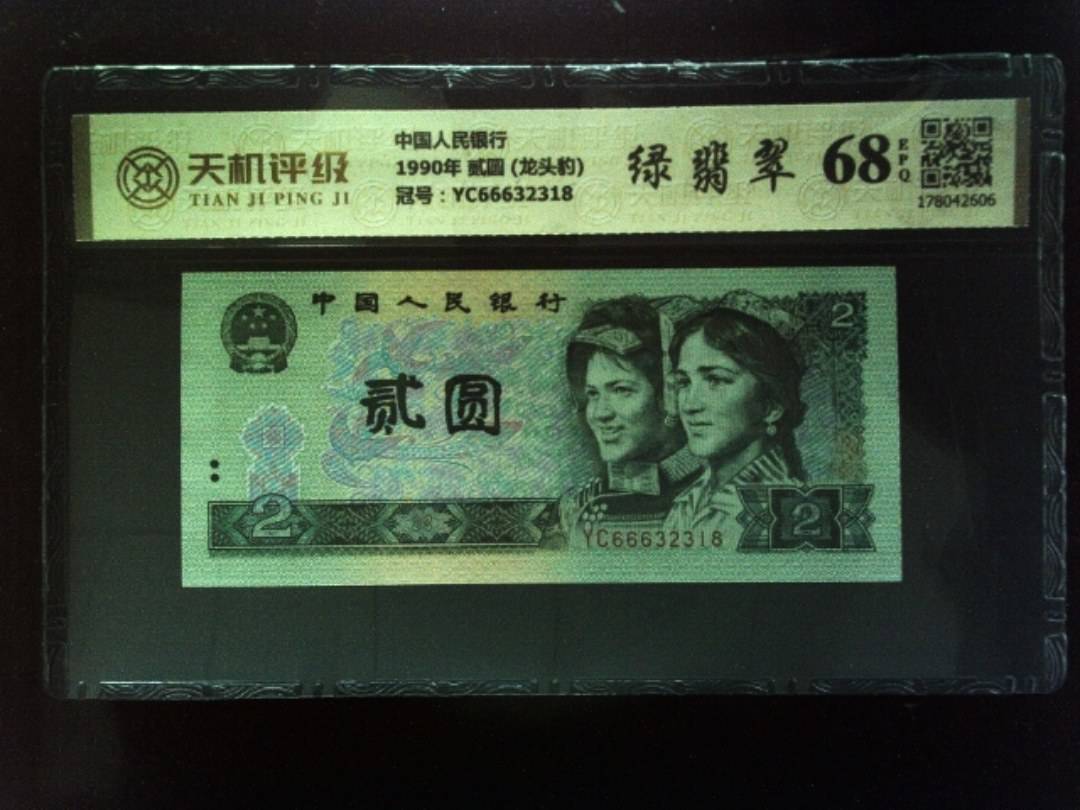 天机评级
TIAN JI PING JI
中国人民银行
1990年 贰圆 (龙头豹)
冠号：YC66632318
绿翡翠
68
EPQ
178042606
中国人民银行
2
贰圆
2
YC66632318
2